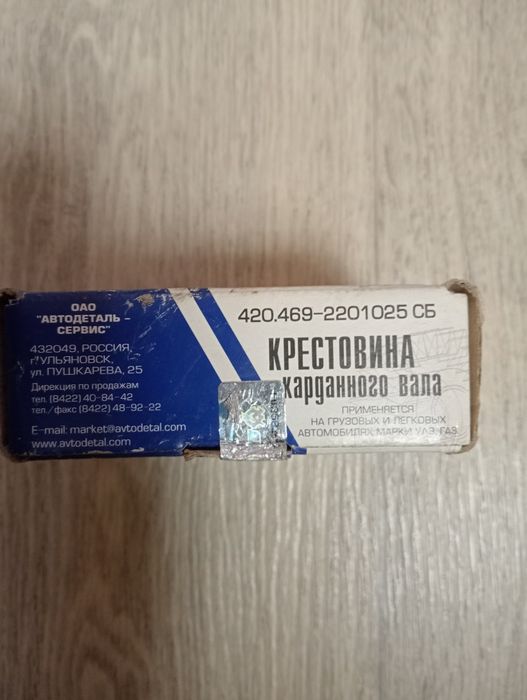 ОАО
"АВТОДЕТАЛЬ -
СЕРВИС"
432049, РОССИЯ,
г. УЛЬЯНОВСК,
ул. ПУШКАРЕВА, 25
Дирекция по продажам
тел. (8422) 40-84-42
тел./факс (8422) 48-92-22
E-mail: market@avtodetal.com
www.avtodetal.com
420.469-2201025 СБ
КРЕСТОВИНА
карданного вала
ПРИМЕНЯЕТСЯ
НА ГРУЗОВЫХ И ЛЕГКОВЫХ
АВТОМОБИЛЯХ МАРКИ УАЗ, ГАЗ